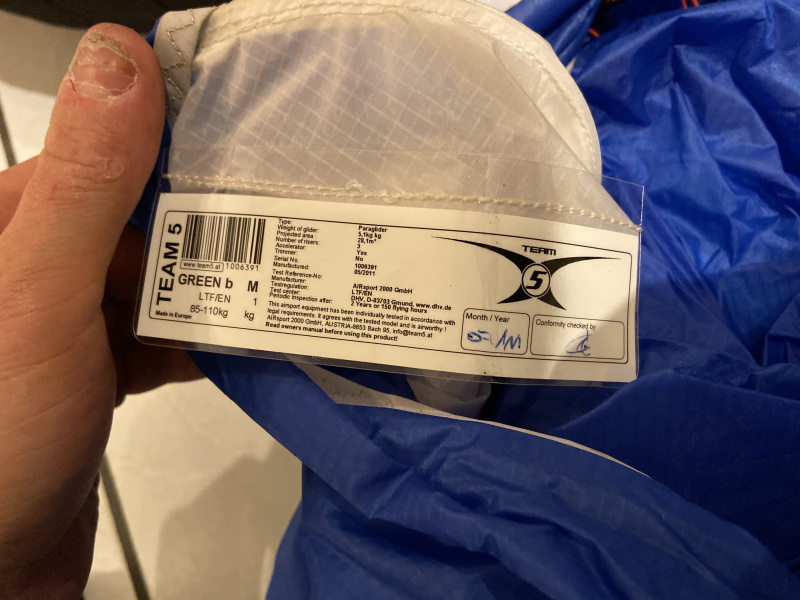 TEAM 5
www.team5.at 1006391
GREEN b M
LTF/EN 1
85-110kg kg
Made in Europe
Type: Paraglider
Weight of glider: 5,1kg kg
Projected area: 28,1m²
Number of risers: 3
Accelerator: Yes
Trimmer: No
Serial No. 1006391
Manufactured: 05/2011
Test Reference-No:
Manufacturer: AIRsport 2000 GmbH
Testregulation: LTF/EN
Test center: DHV, D-83703 Gmund, www.dhv.de
Periodic inspection after: 2 Years or 150 flying hours
This airsport equipment has been individually tested in accordance with
legal requirements. It agrees with the tested model and is airworthy !
AIRsport 2000 GmbH, AUSTRIA-6653 Bach 95, info@team5.at
Read owners manual before using this product!
TEAM
5
Month / Year
Conformity checked by